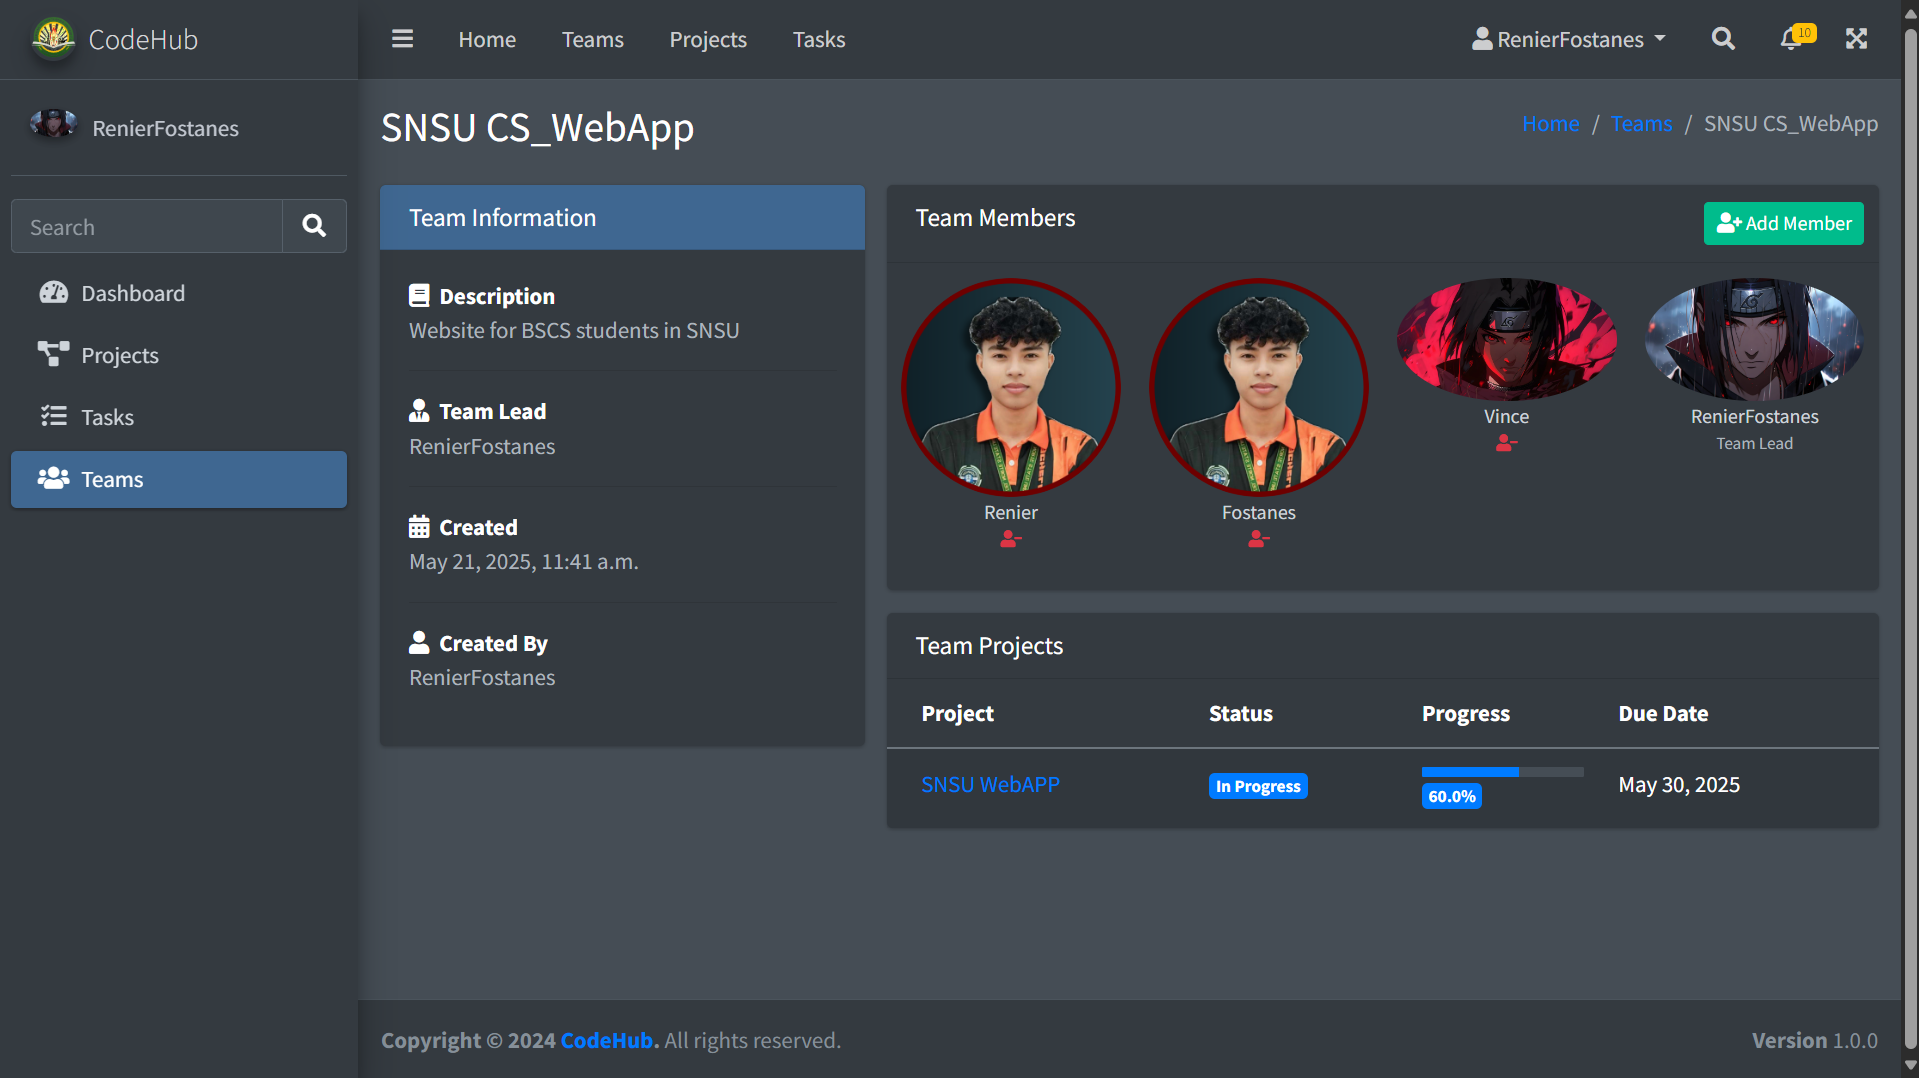 CodeHub
Home Teams Projects Tasks
RenierFostanes
10
RenierFostanes
Search
Dashboard
Projects
Tasks
Teams
SNSU CS_WebApp
Home / Teams / SNSU CS_WebApp
Team Information
Description
Website for BSCS students in SNSU
Team Lead
RenierFostanes
Created
May 21, 2025, 11:41 a.m.
Created By
RenierFostanes
Team Members
Add Member
Renier
Fostanes
Vince
RenierFostanes
Team Lead
Team Projects
Project Status Progress Due Date
SNSU WebAPP In Progress 60.0% May 30, 2025
Copyright © 2024 CodeHub. All rights reserved.
Version 1.0.0